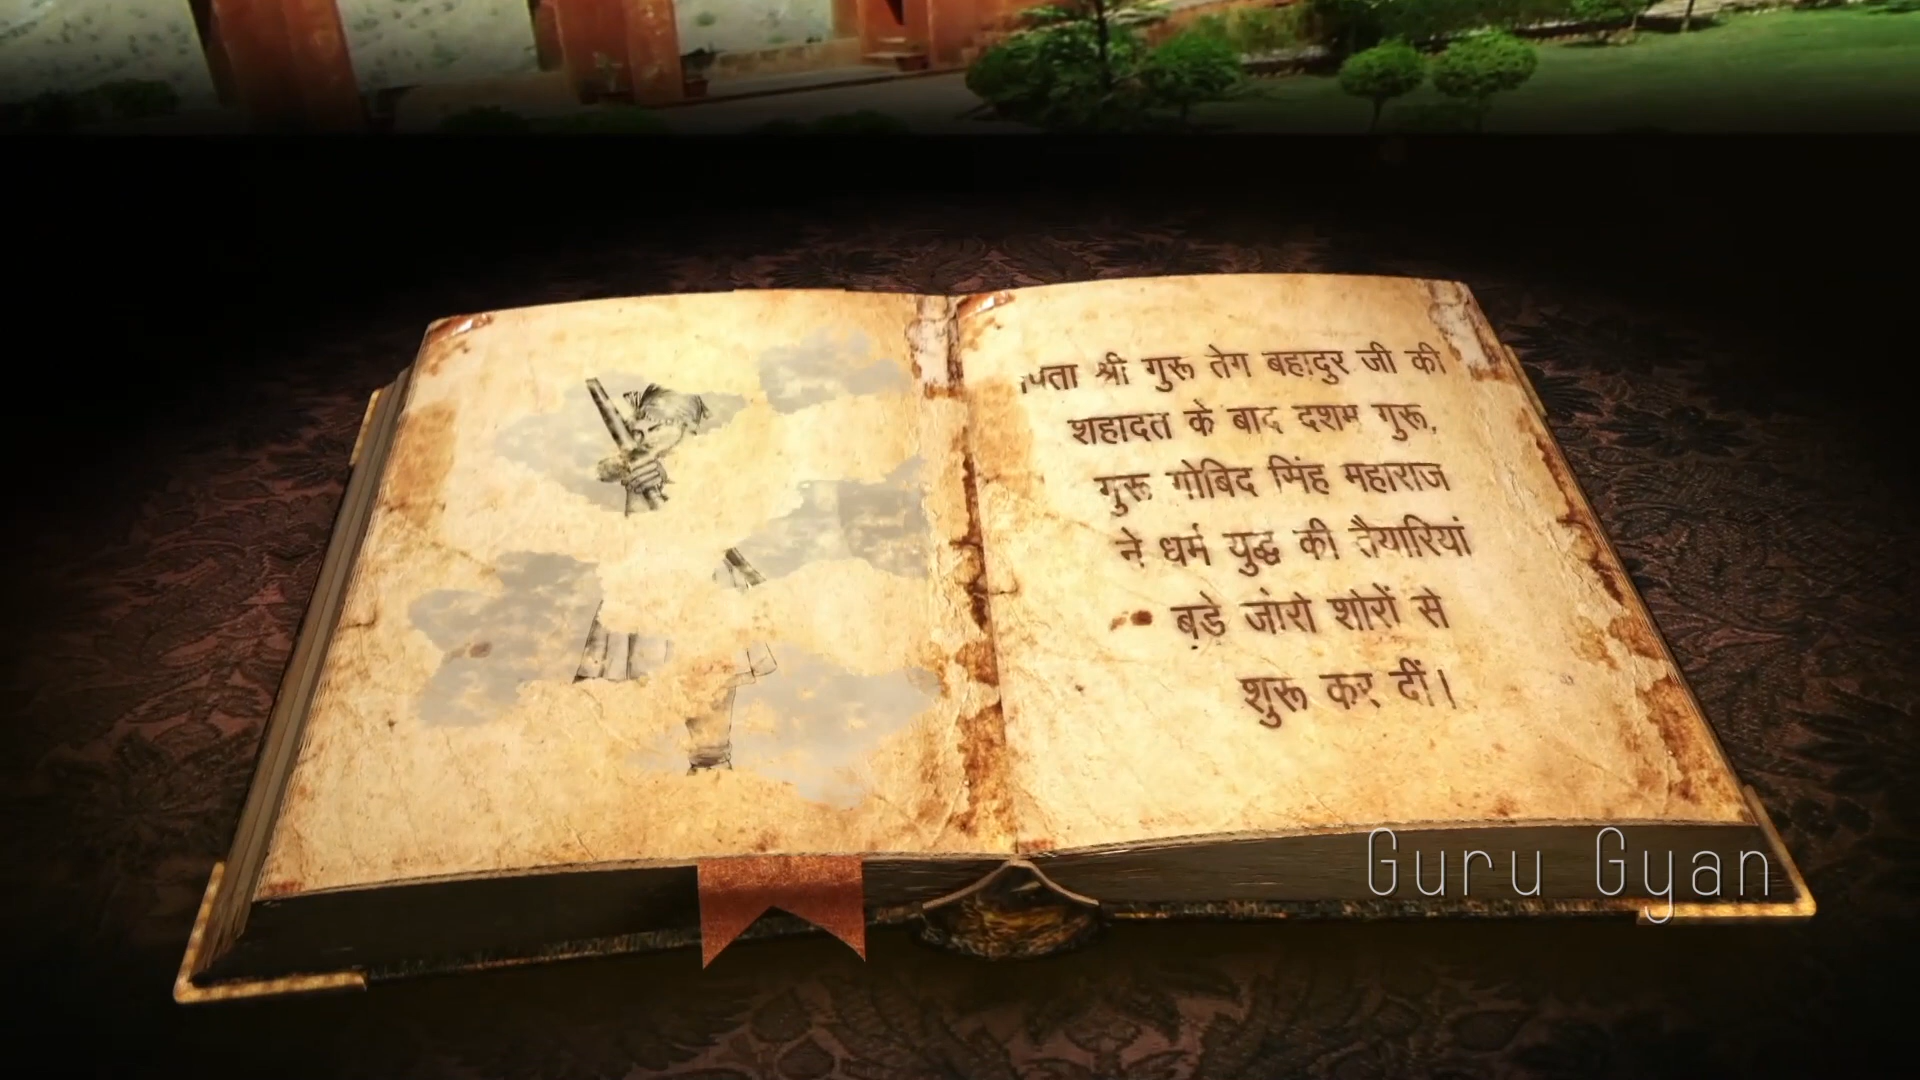 पिता श्री गुरू तेग बहादुर जी की
शहादत के बाद दशम गुरू,
गुरू गोबिद सिंह महाराज
ने धर्म युद्ध की तैयारियां
बड़े जोरो शोरों से
शुरू कर दीं।
Guru Gyan